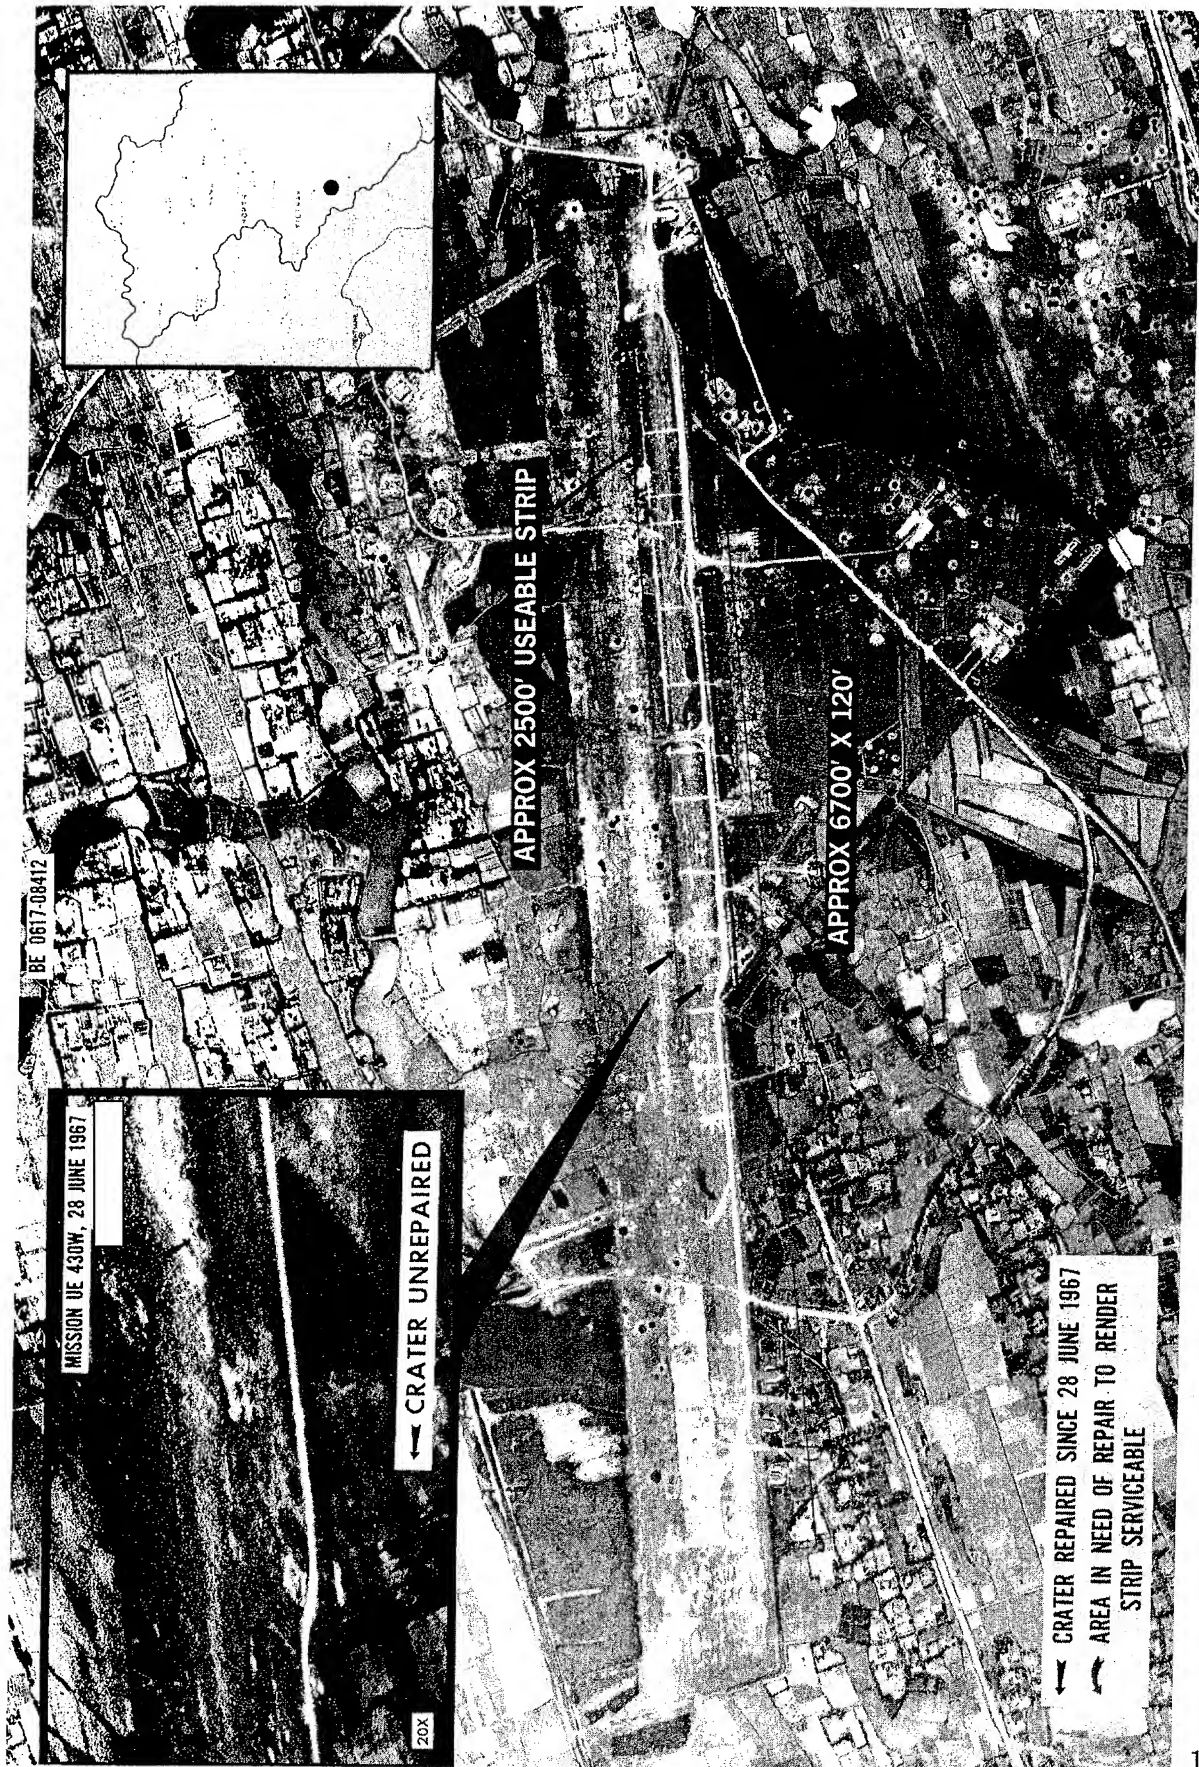 BE 0617-08412
MISSION UE 430W, 28 JUNE 1967
← CRATER UNREPAIRED
20X
APPROX 2500' USEABLE STRIP
APPROX 6700' X 120'
CRATER REPAIRED SINCE 28 JUNE 1967
AREA IN NEED OF REPAIR TO RENDER
STRIP SERVICEABLE
NORTH
1